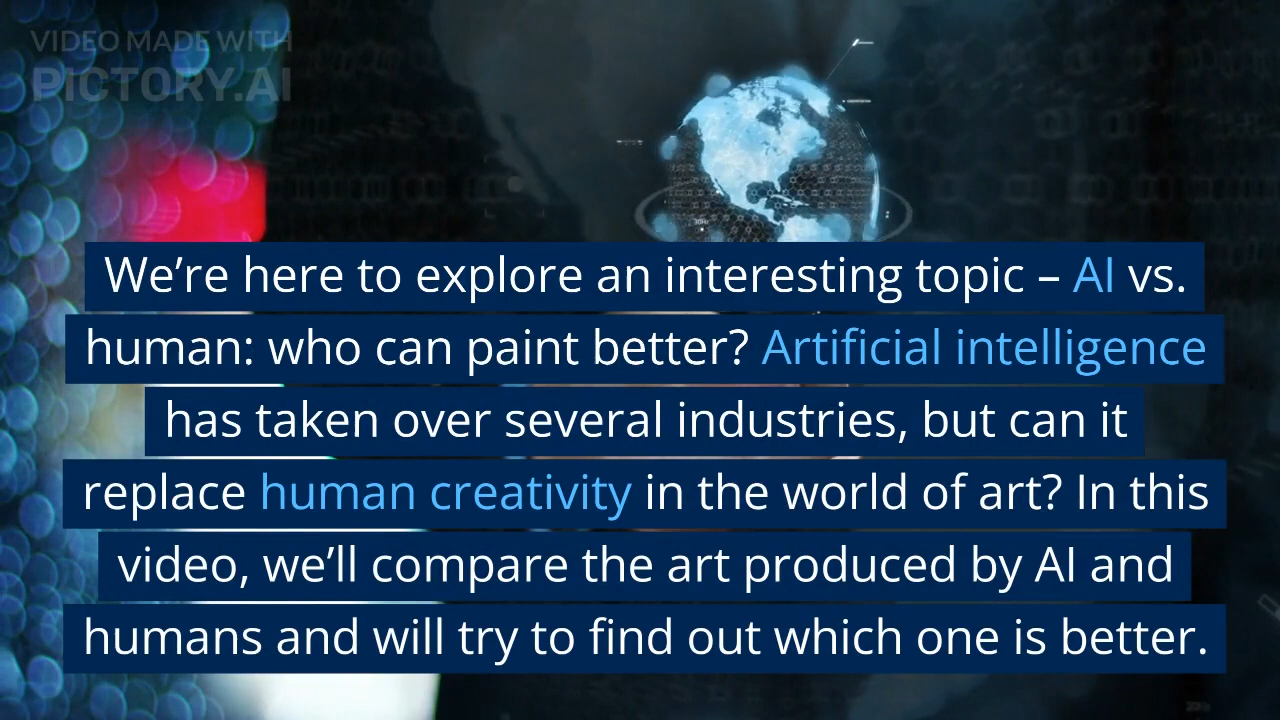 VIDEO MADE WITH
PICTORY.AI
We're here to explore an interesting topic – AI vs.
human: who can paint better? Artificial intelligence
has taken over several industries, but can it
replace human creativity in the world of art? In this
video, we'll compare the art produced by AI and
humans and will try to find out which one is better.